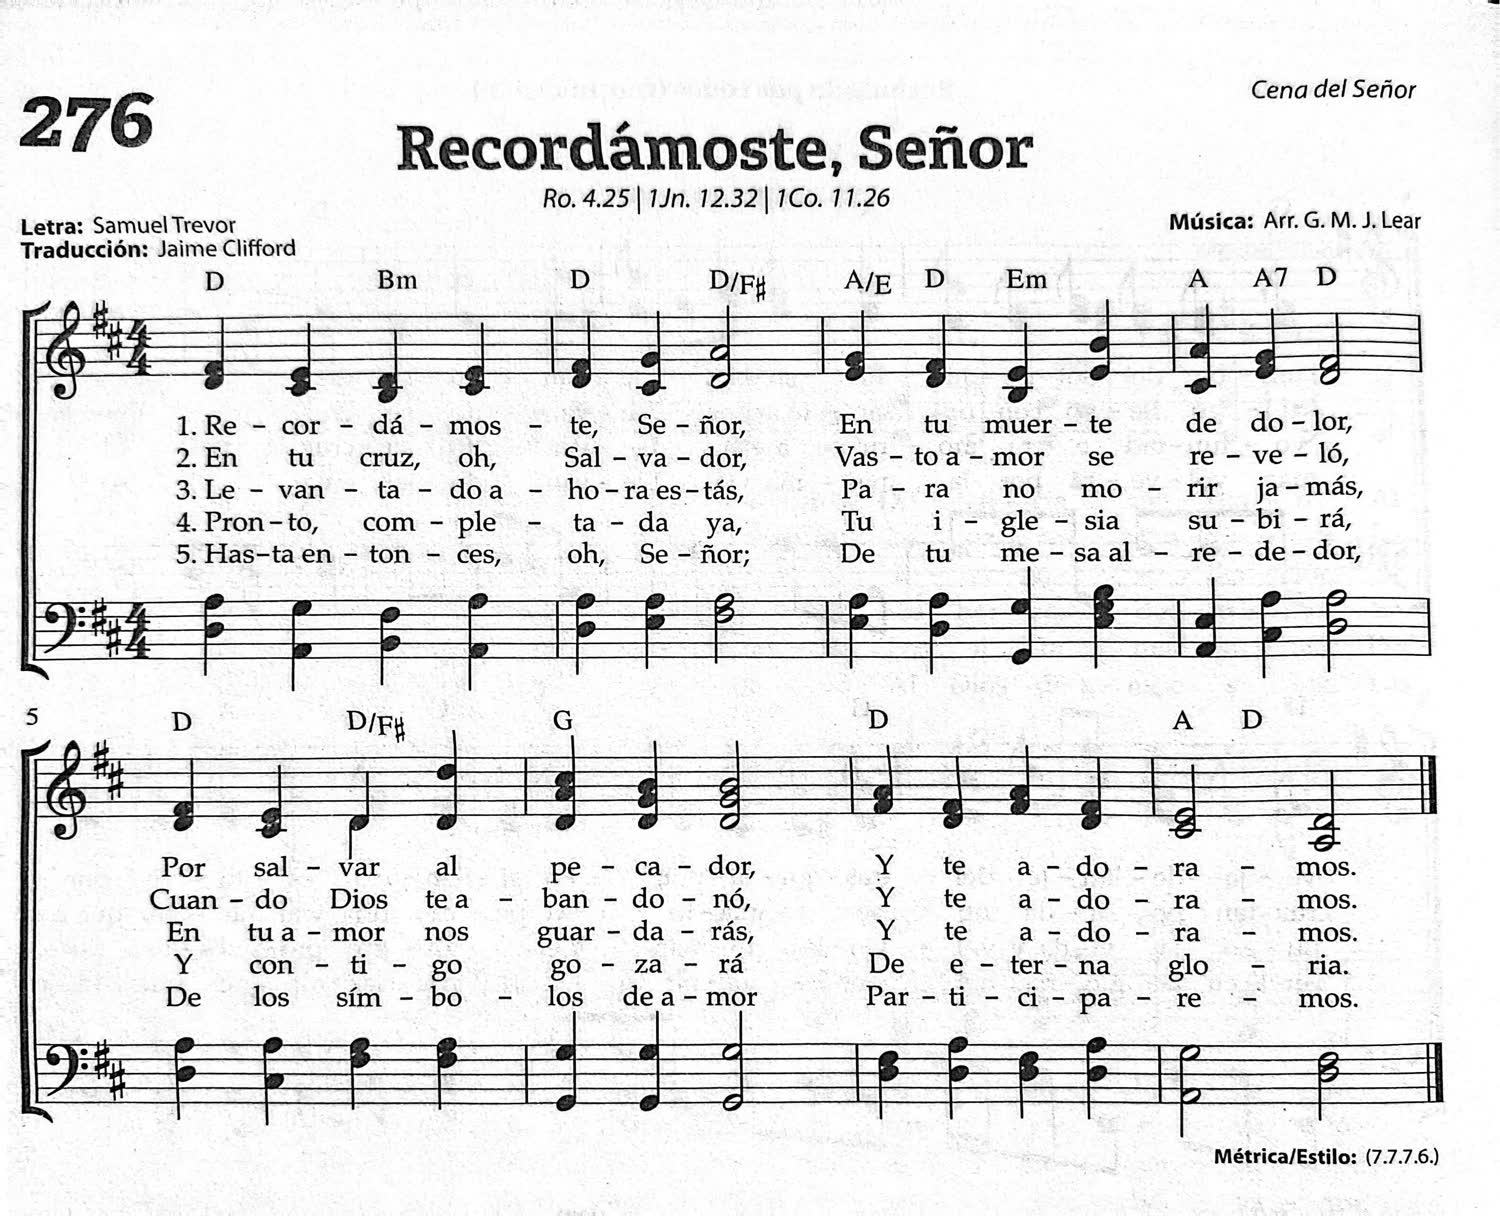 Cena del Señor
276
Recordámoste, Señor
Ro. 4.25 | 1Jn. 12.32 | 1Co. 11.26
Letra: Samuel Trevor
Música: Arr. G. M. J. Lear
Traducción: Jaime Clifford
D Bm D D/F♯ A/E D Em A A7 D
4 4
1. Re – cor – dá – mos – te, Se – ñor, En tu muer – te de do – lor,
2. En tu cruz, oh, Sal – va – dor, Vas – to a – mor se re – ve – ló,
3. Le – van – ta – do a – ho – ra es – tás, Pa – ra no mo – rir ja – más,
4. Pron – to, com – ple – ta – da ya, Tu i – gle – sia su – bi – rá,
5. Has – ta en – ton – ces, oh, Se – ñor; De tu me – sa al – re – de – dor,
4 4
5
D D/F♯ G D A D
Por sal – var al pe – ca – dor, Y te a – do – ra – mos.
Cuan – do Dios te a – ban – do – nó, Y te a – do – ra – mos.
En tu a – mor nos guar – da – rás, Y te a – do – ra – mos.
Y con – ti – go go – za – rá De e – ter – na glo – ria.
De los sím – bo – los de a – mor Par – ti – ci – pa – re – mos.
Métrica/Estilo: (7.7.7.6.)